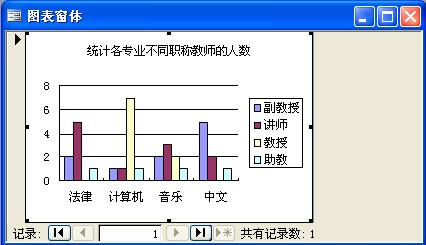 图表窗体
统计各专业不同职称教师的人数
8
6
4
2
0
法律 计算机 音乐 中文
副教授
讲师
教授
助教
记录: 1 共有记录数: 1